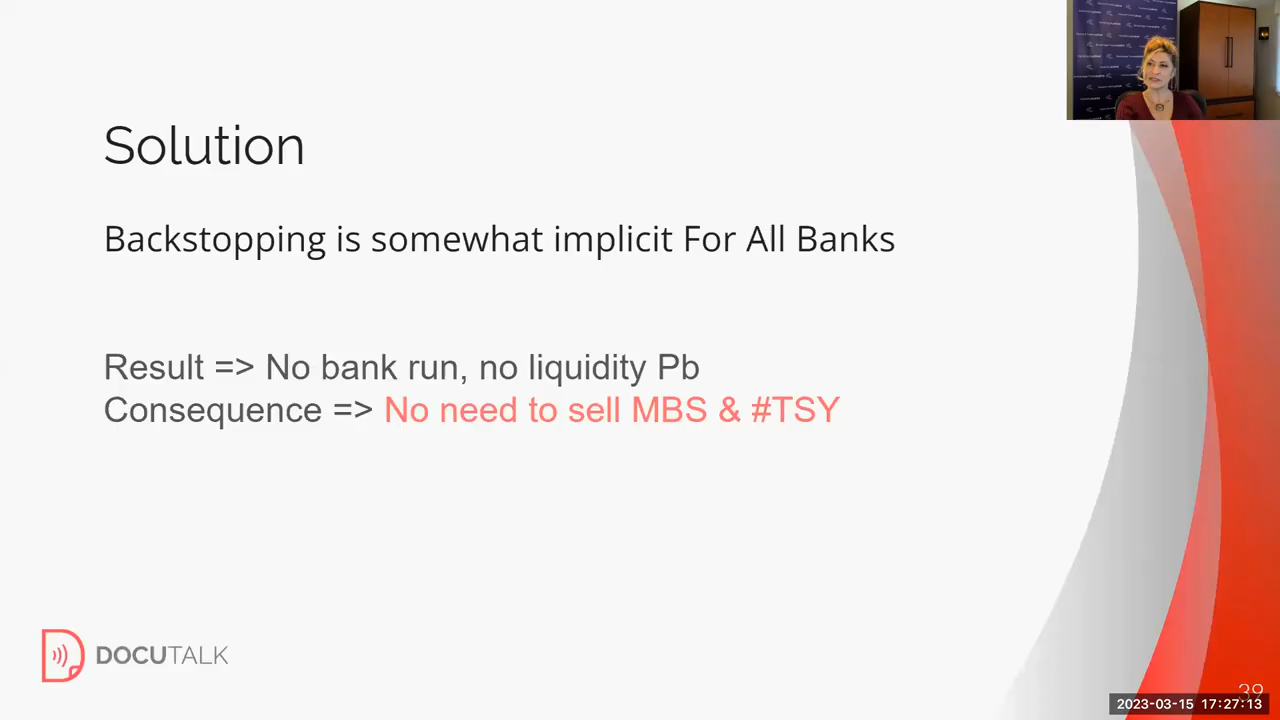 Solution
Backstopping is somewhat implicit For All Banks
Result => No bank run, no liquidity Pb
Consequence => No need to sell MBS & #TSY
DOCUTALK
39
2023-03-15 17:27:13